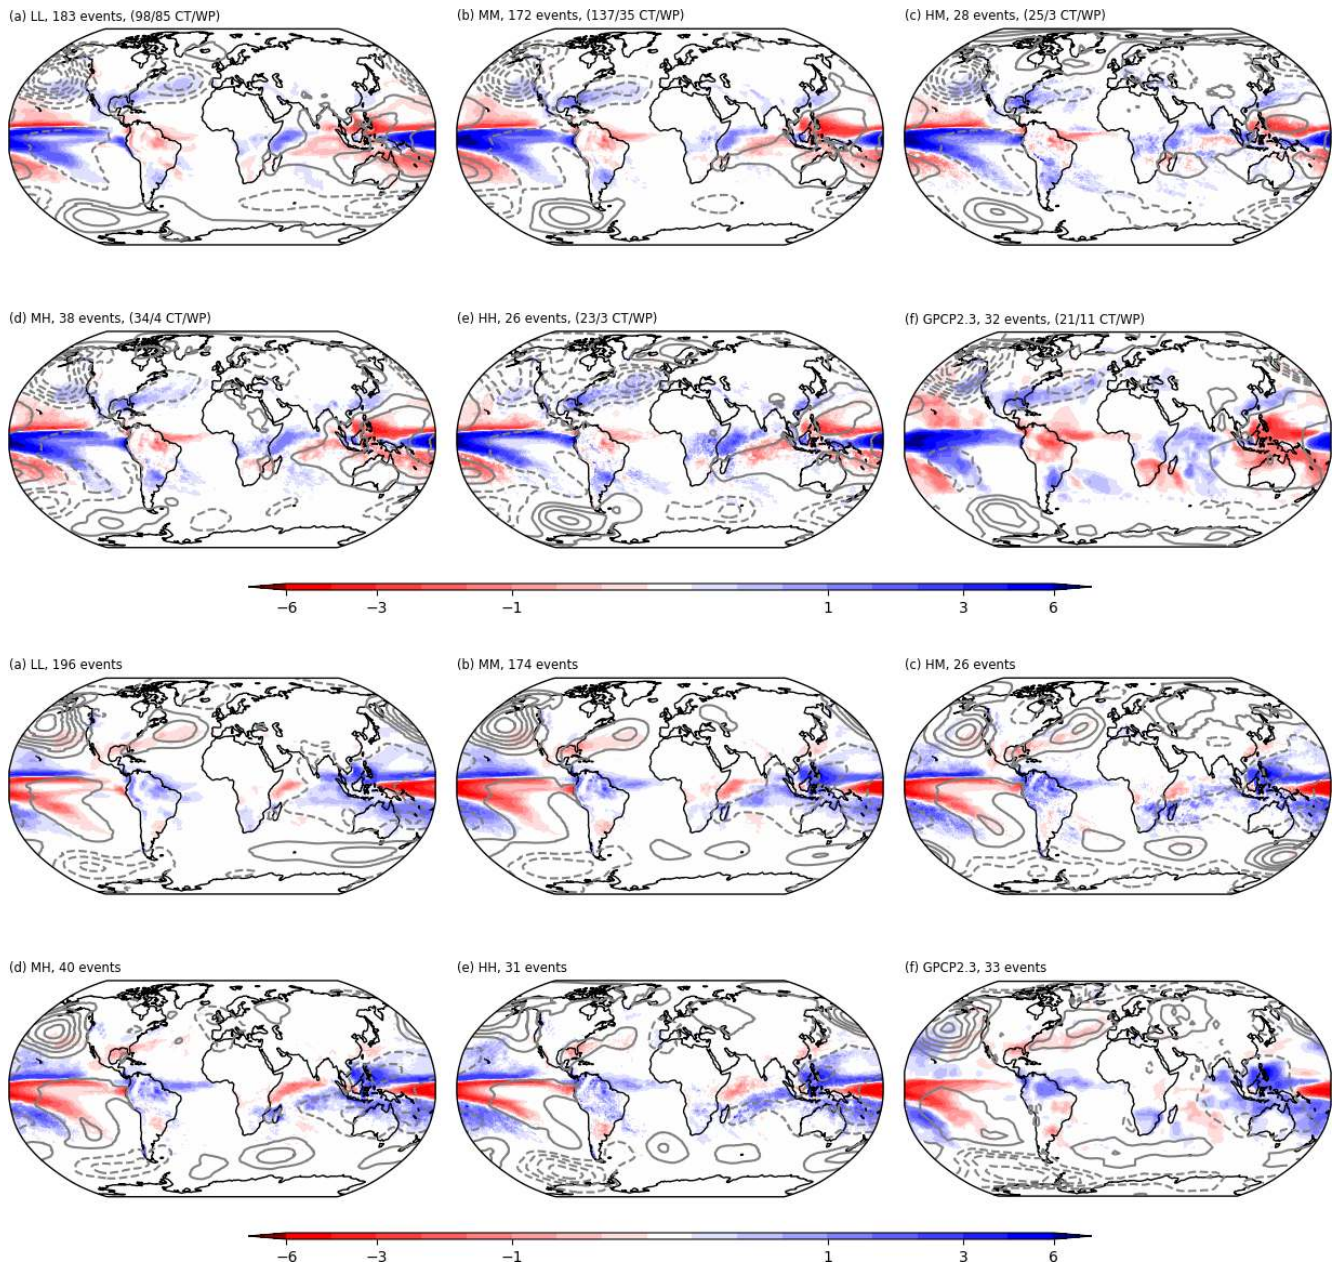 (a) LL, 183 events, (98/85 CT/WP)
(b) MM, 172 events, (137/35 CT/WP)
(c) HM, 28 events, (25/3 CT/WP)
(d) MH, 38 events, (34/4 CT/WP)
(e) HH, 26 events, (23/3 CT/WP)
(f) GPCP2.3, 32 events, (21/11 CT/WP)
−6 −3 −1 1 3 6
(a) LL, 196 events
(b) MM, 174 events
(c) HM, 26 events
(d) MH, 40 events
(e) HH, 31 events
(f) GPCP2.3, 33 events
−6 −3 −1 1 3 6